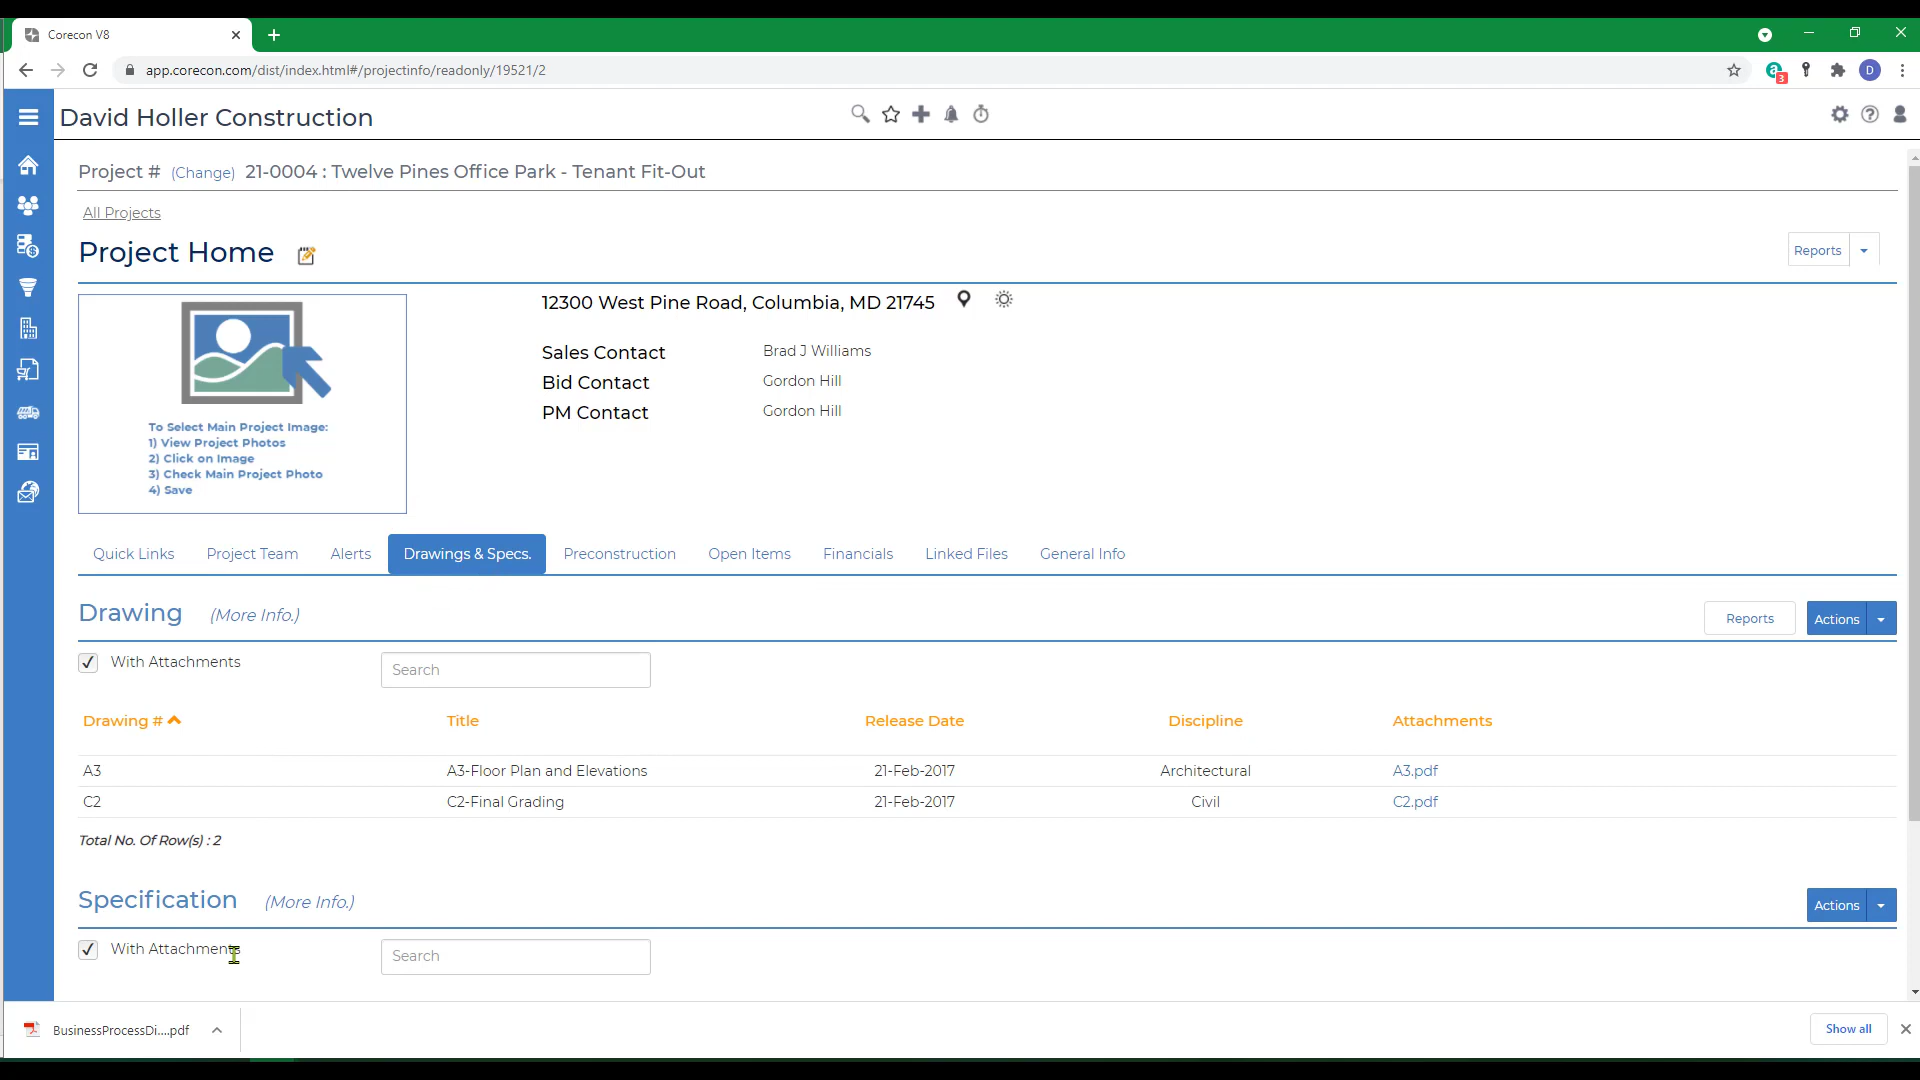 Corecon V8
app.corecon.com/dist/index.html#/projectinfo/readonly/19521/2
3
D
David Holler Construction
Project # (Change) 21-0004 : Twelve Pines Office Park - Tenant Fit-Out
All Projects
Project Home
Reports
12300 West Pine Road, Columbia, MD 21745
Sales Contact Brad J Williams
Bid Contact Gordon Hill
PM Contact Gordon Hill
To Select Main Project Image:
1) View Project Photos
2) Click on Image
3) Check Main Project Photo
4) Save
Quick Links Project Team Alerts Drawings & Specs. Preconstruction Open Items Financials Linked Files General Info
Drawing (More Info.)
Reports Actions
With Attachments Search
Drawing # Title Release Date Discipline Attachments
A3 A3-Floor Plan and Elevations 21-Feb-2017 Architectural A3.pdf
C2 C2-Final Grading 21-Feb-2017 Civil C2.pdf
Total No. Of Row(s) : 2
Specification (More Info.)
Actions
With Attachments Search
BusinessProcessDi....pdf
Show all